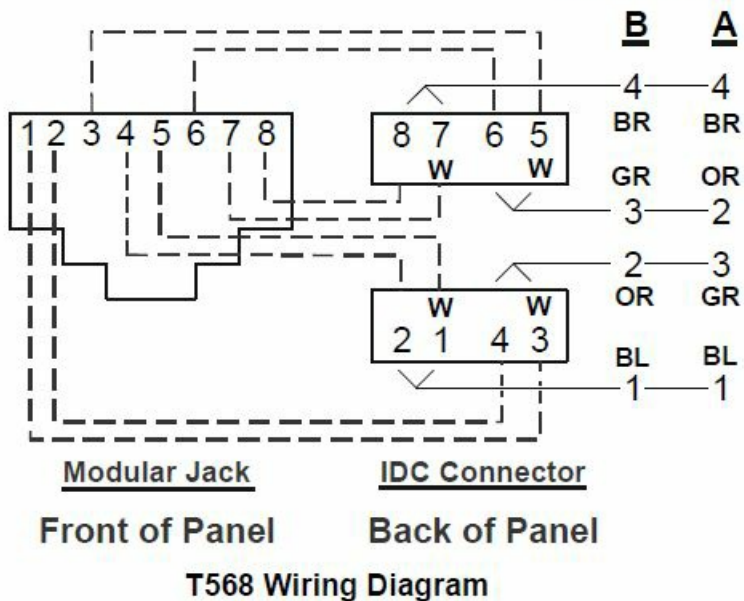 B A
4 4
1 2 3 4 5 6 7 8
8 7 6 5
BR BR
W W
GR OR
3 2
2 3
W W
OR GR
2 1 4 3
BL BL
1 1
Modular Jack IDC Connector
Front of Panel Back of Panel
T568 Wiring Diagram